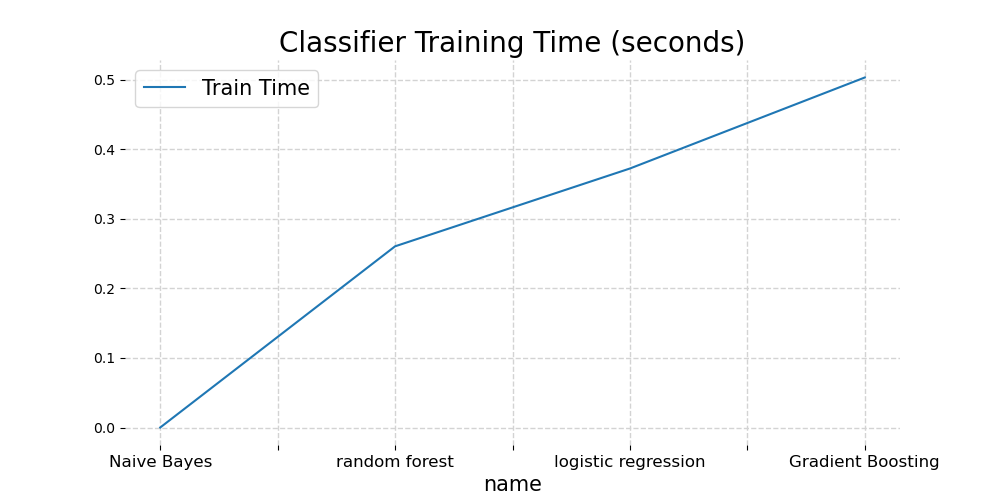 Classifier Training Time (seconds)
Train Time
0.5
0.4
0.3
0.2
0.1
0.0
Naive Bayes random forest logistic regression Gradient Boosting
name